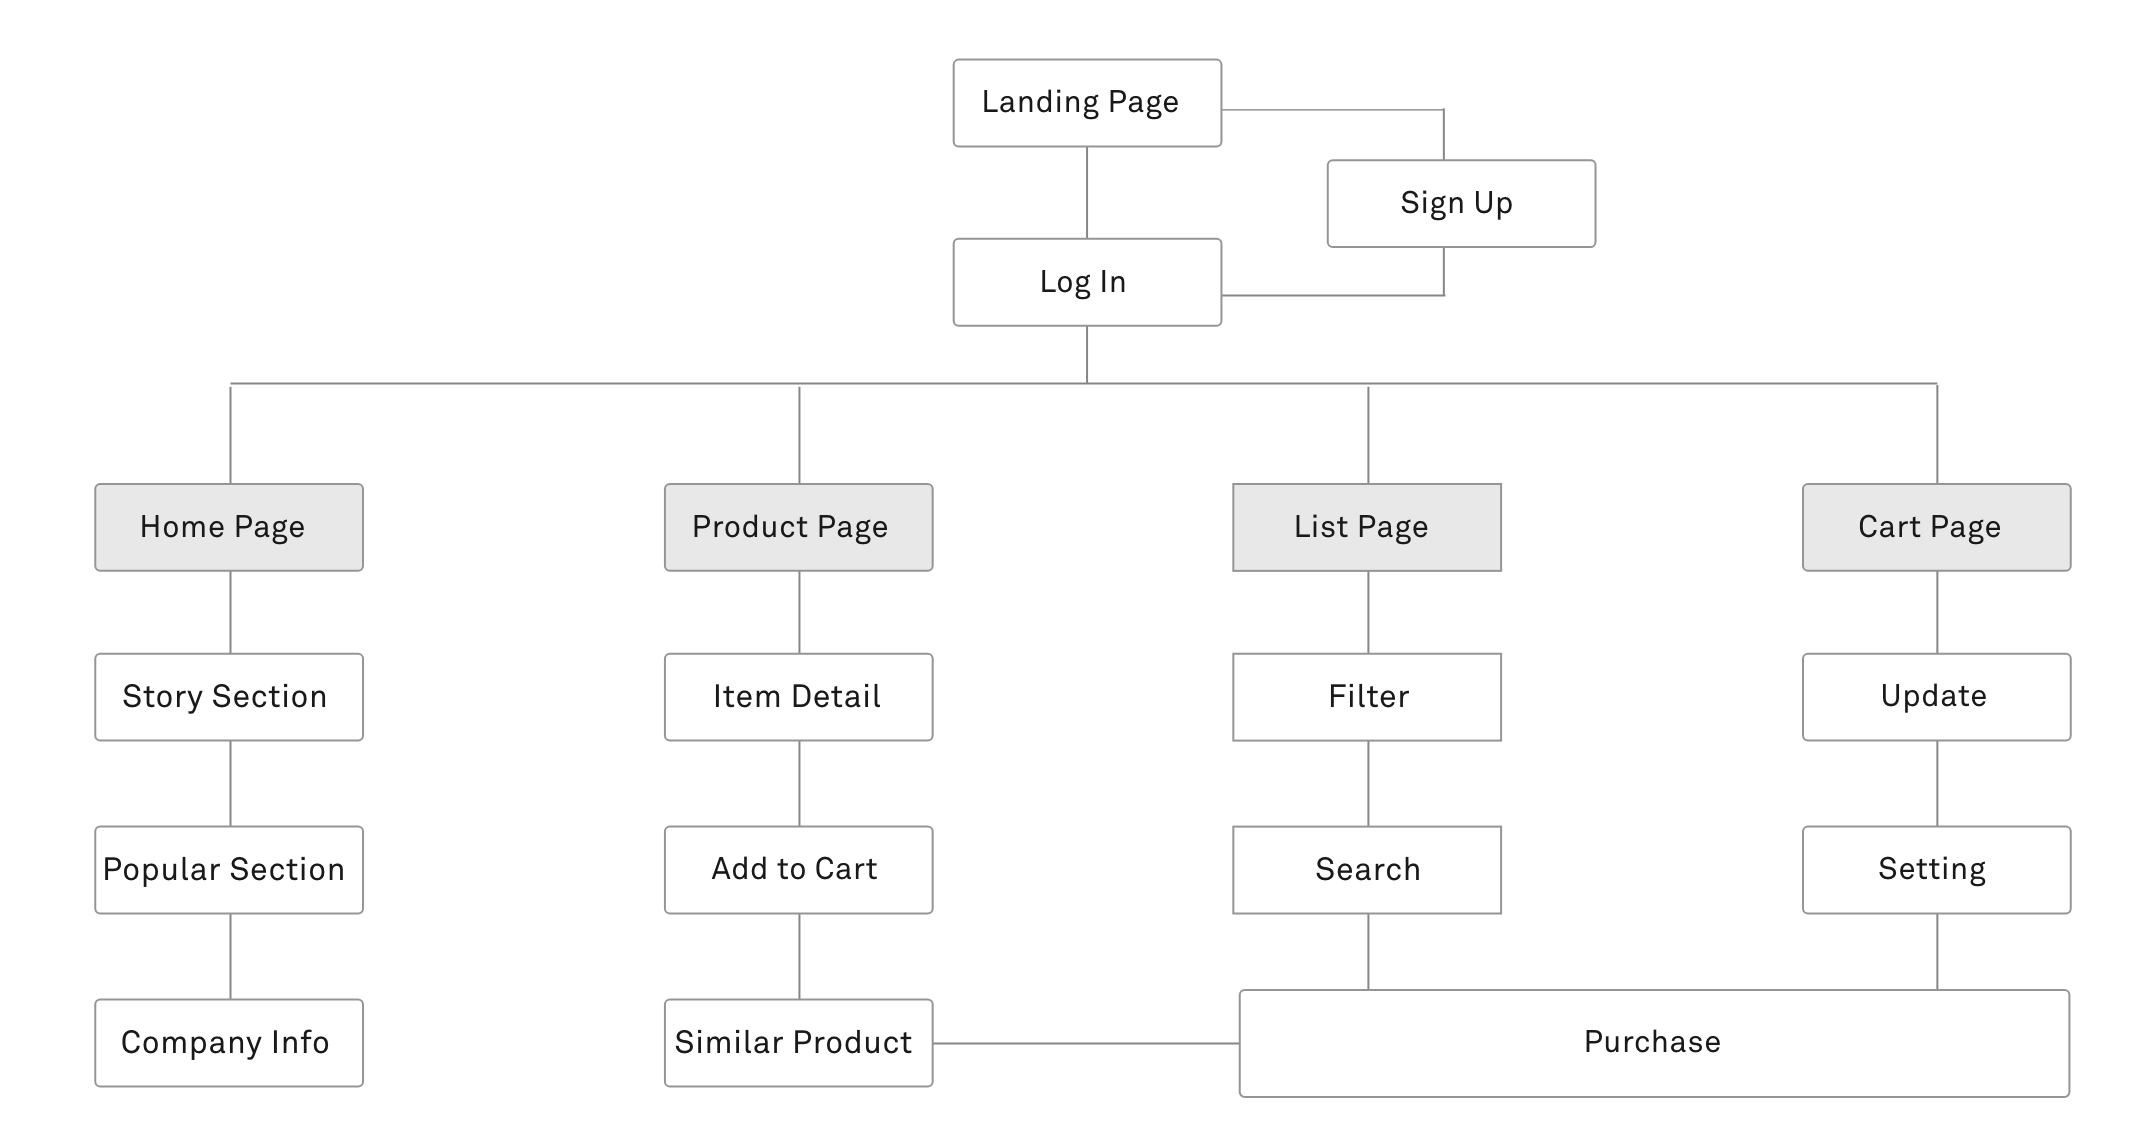 Landing Page
Sign Up
Log In
Home Page
Product Page
List Page
Cart Page
Story Section
Item Detail
Filter
Update
Popular Section
Add to Cart
Search
Setting
Company Info
Similar Product
Purchase